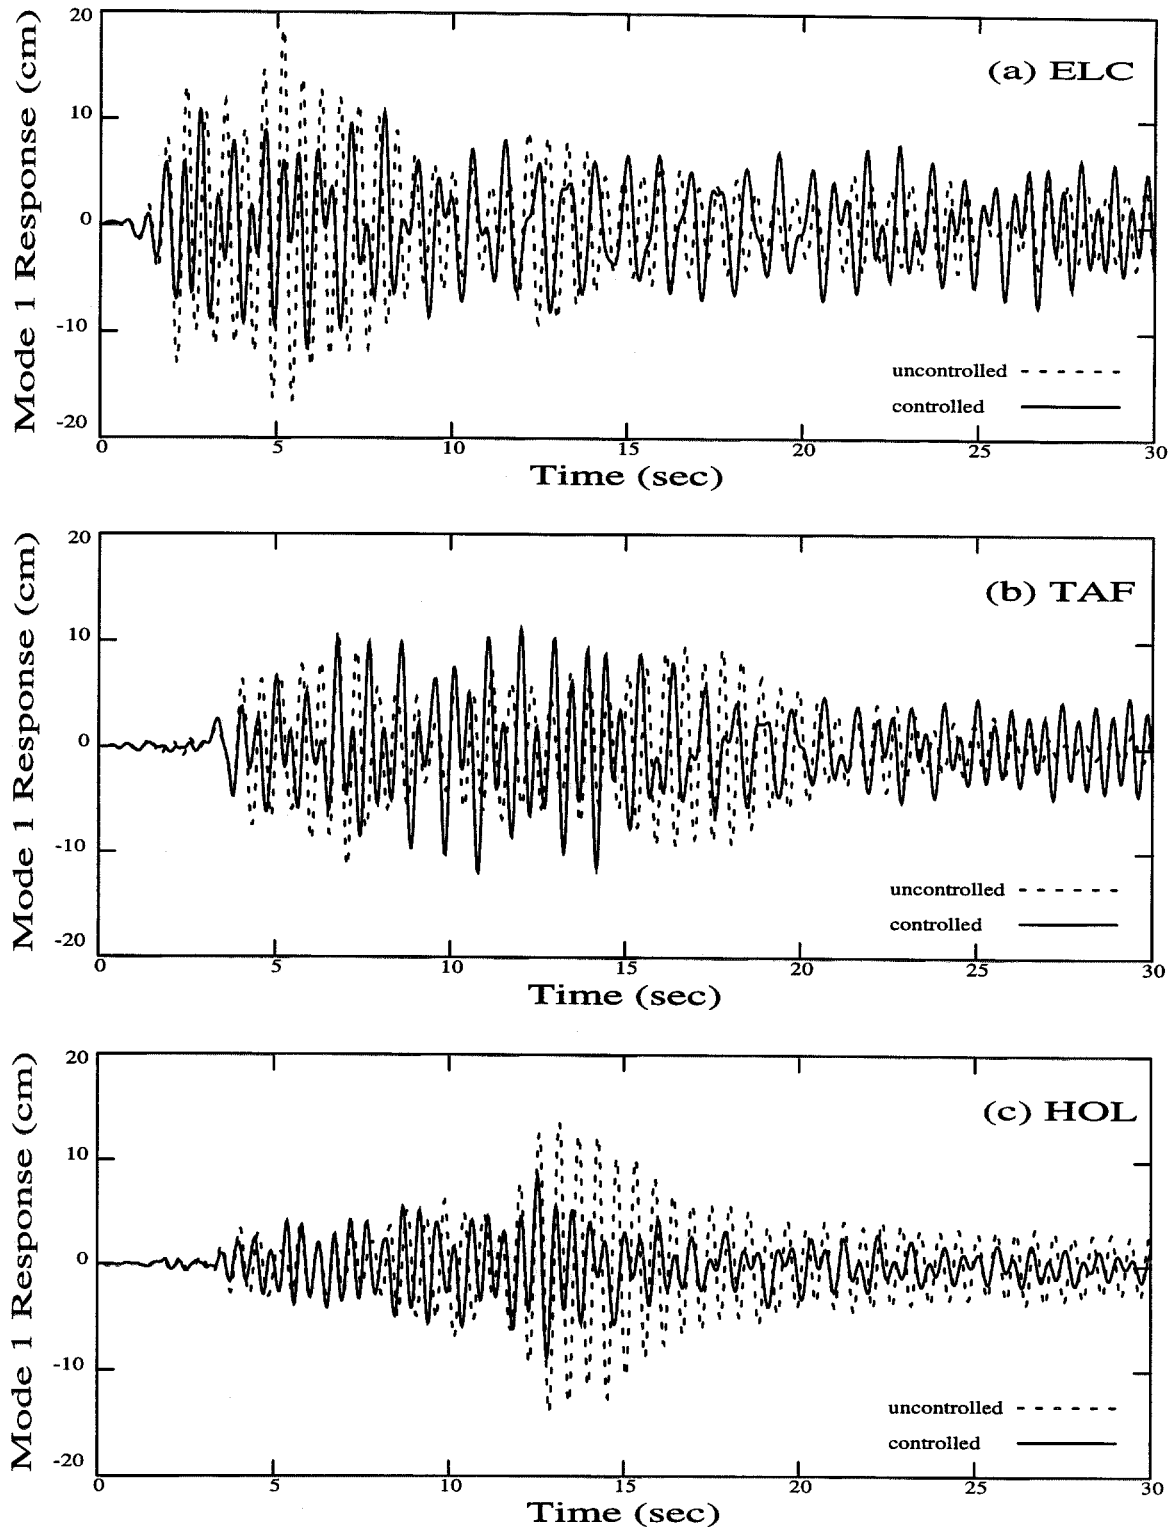 20
10
0
-10
-20
Mode 1 Response (cm)
(a) ELC
uncontrolled
controlled
0 5 10 15 20 25 30
Time (sec)
20
10
0
-10
-20
Mode 1 Response (cm)
(b) TAF
uncontrolled
controlled
0 5 10 15 20 25 30
Time (sec)
20
10
0
-10
-20
Mode 1 Response (cm)
(c) HOL
uncontrolled
controlled
0 5 10 15 20 25 30
Time (sec)